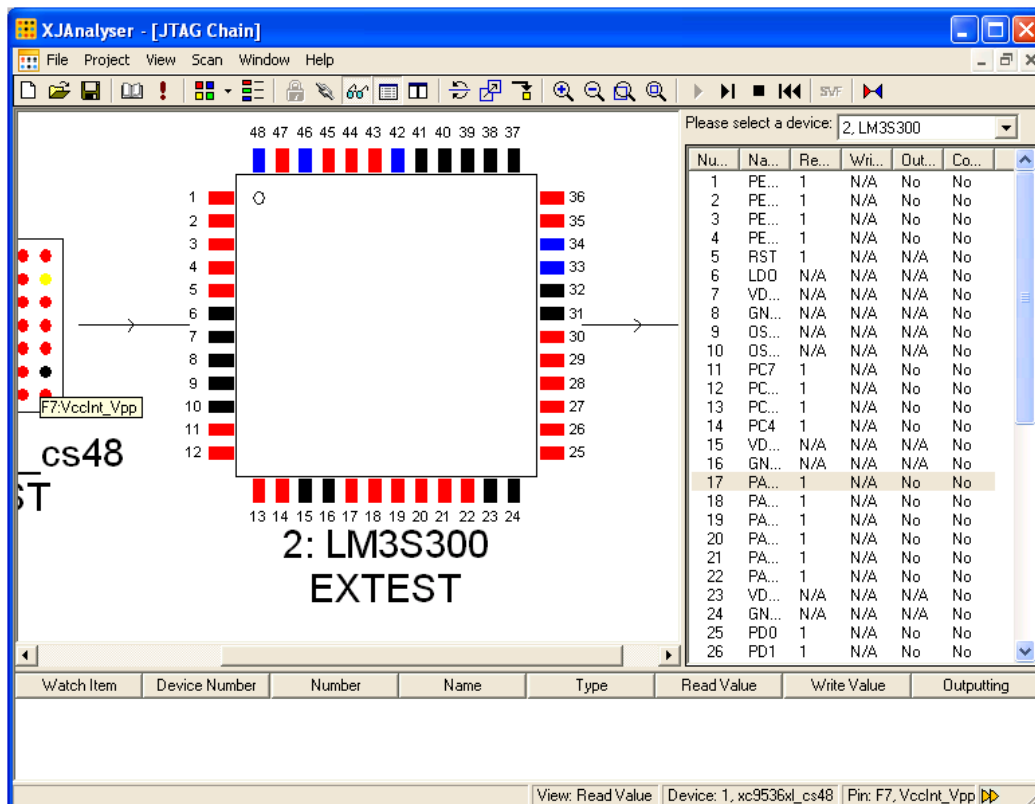 XJAnalyser - [JTAG Chain]
File Project View Scan Window Help
SVF
Please select a device: 2, LM3S300
48 47 46 45 44 43 42 41 40 39 38 37
1
2
3
4
5
6
7
8
9
10
11
12
36
35
34
33
32
31
30
29
28
27
26
25
13 14 15 16 17 18 19 20 21 22 23 24
F7:VccInt_Vpp
_cs48
ST
2: LM3S300
EXTEST
Nu... Na... Re... Wri... Out... Co...
1 PE... 1 N/A No No
2 PE... 1 N/A No No
3 PE... 1 N/A No No
4 PE... 1 N/A No No
5 RST 1 N/A N/A No
6 LDO N/A N/A N/A No
7 VD... N/A N/A N/A No
8 GN... N/A N/A N/A No
9 OS... N/A N/A N/A No
10 OS... N/A N/A N/A No
11 PC7 1 N/A No No
12 PC... 1 N/A No No
13 PC... 1 N/A No No
14 PC4 1 N/A No No
15 VD... N/A N/A N/A No
16 GN... N/A N/A N/A No
17 PA... 1 N/A No No
18 PA... 1 N/A No No
19 PA... 1 N/A No No
20 PA... 1 N/A No No
21 PA... 1 N/A No No
22 PA... 1 N/A No No
23 VD... N/A N/A N/A No
24 GN... N/A N/A N/A No
25 PD0 1 N/A No No
26 PD1 1 N/A No No
Watch Item Device Number Number Name Type Read Value Write Value Outputting
View: Read Value Device: 1, xc9536xl_cs48 Pin: F7, VccInt_Vpp